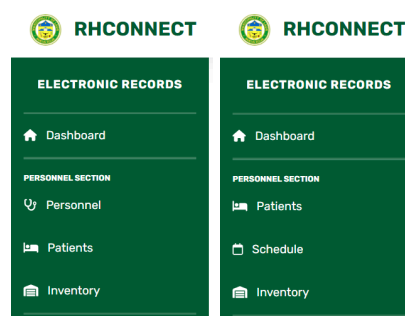 RHCONNECT
ELECTRONIC RECORDS
Dashboard
PERSONNEL SECTION
Personnel
Patients
Inventory
RHCONNECT
ELECTRONIC RECORDS
Dashboard
PERSONNEL SECTION
Patients
Schedule
Inventory